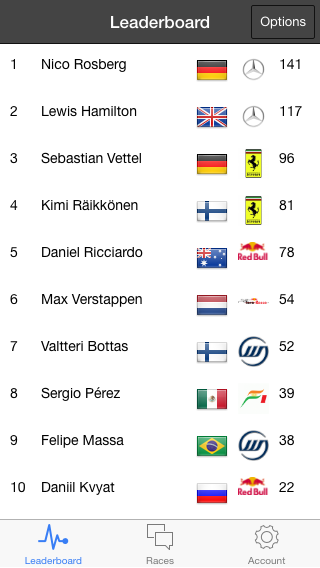 Leaderboard Options
1 Nico Rosberg 141
2 Lewis Hamilton 117
3 Sebastian Vettel 96
4 Kimi Räikkönen 81
5 Daniel Ricciardo Red Bull 78
6 Max Verstappen 54
7 Valtteri Bottas 52
8 Sergio Pérez 39
9 Felipe Massa 38
10 Daniil Kvyat Red Bull 22
Leaderboard Races Account